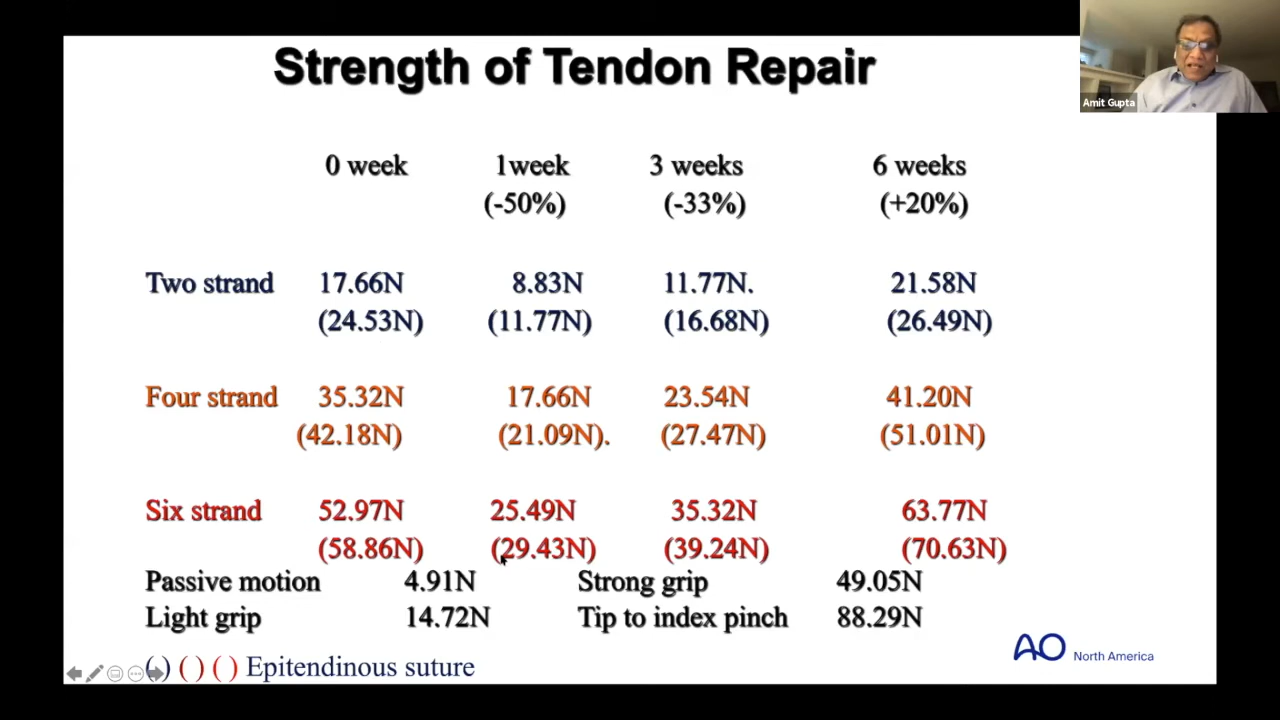 Strength of Tendon Repair
Amit Gupta
0 week 1week 3 weeks 6 weeks
(-50%) (-33%) (+20%)
Two strand 17.66N 8.83N 11.77N. 21.58N
(24.53N) (11.77N) (16.68N) (26.49N)
Four strand 35.32N 17.66N 23.54N 41.20N
(42.18N) (21.09N). (27.47N) (51.01N)
Six strand 52.97N 25.49N 35.32N 63.77N
(58.86N) (29.43N) (39.24N) (70.63N)
Passive motion 4.91N Strong grip 49.05N
Light grip 14.72N Tip to index pinch 88.29N
AO North America
( ) ( ) ( ) Epitendinous suture